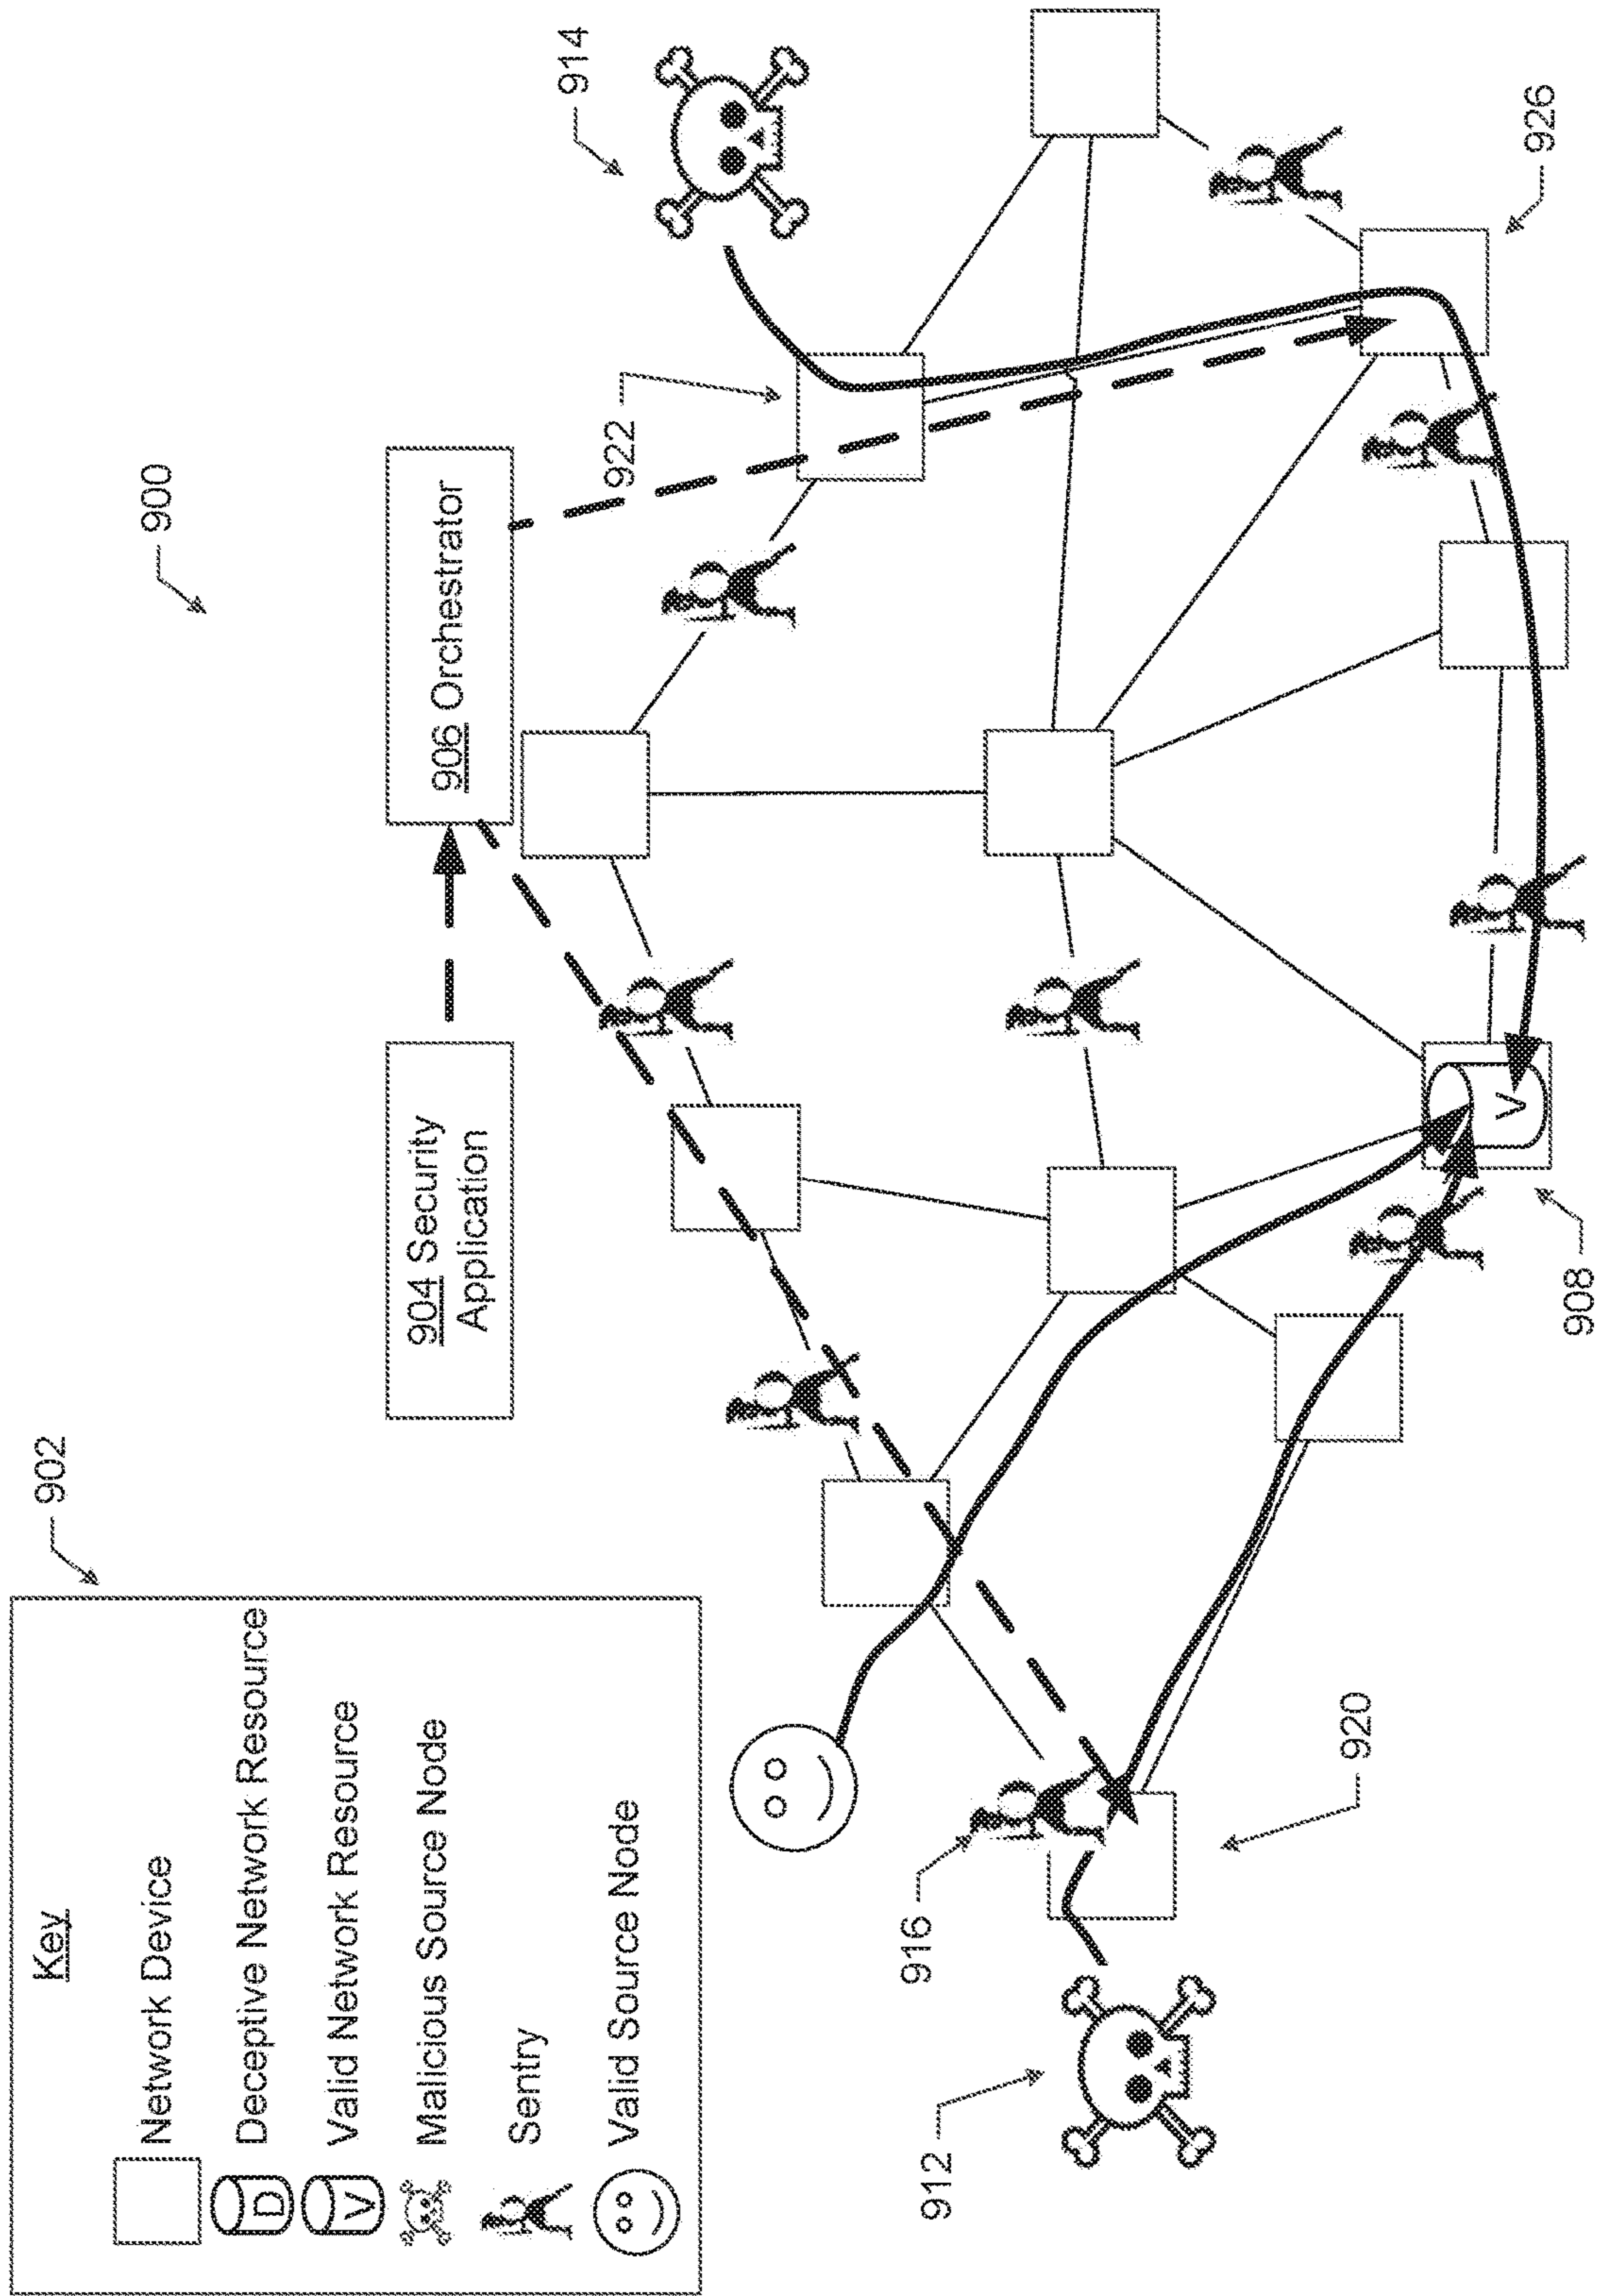 Key
Network Device
D
Deceptive Network Resource
V
Valid Network Resource
Malicious Source Node
Sentry
Valid Source Node
902
900
904 Security
Application
906 Orchestrator
922
914
916
912
920
V
908
926